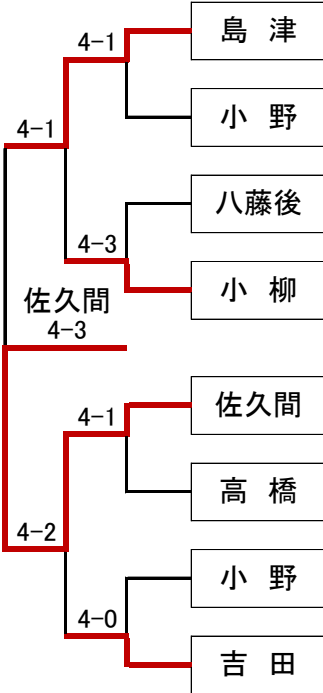 4-1
島 津
小 野
4-1
八藤後
4-3
小 柳
佐久間
4-3
佐久間
4-1
高 橋
4-2
小 野
4-0
吉 田